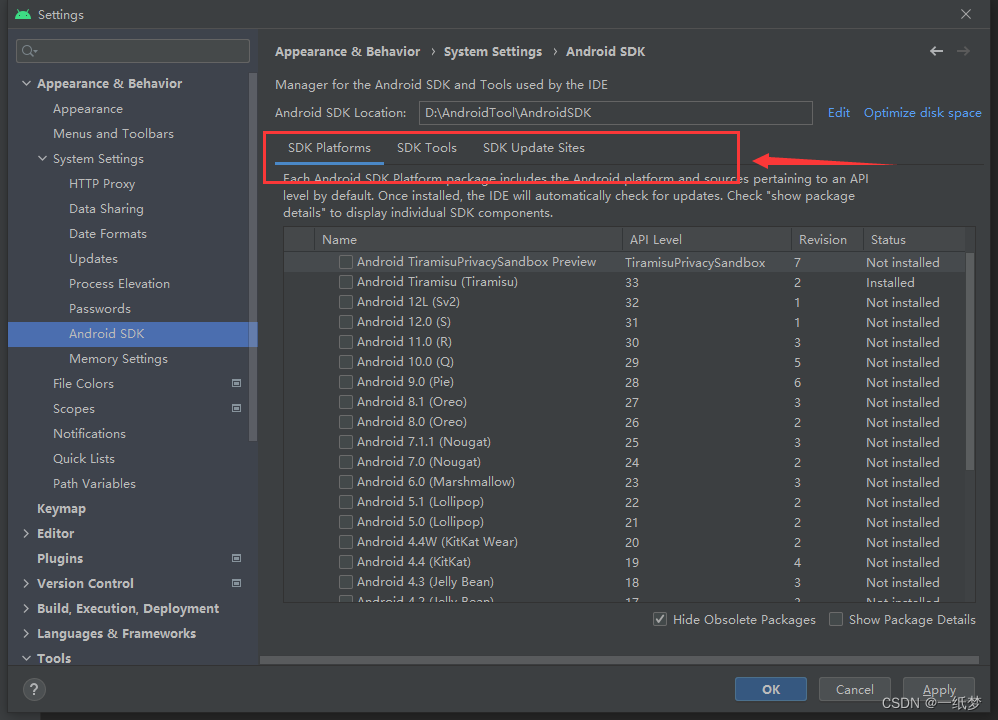 Settings
Appearance & Behavior
Appearance
Menus and Toolbars
System Settings
HTTP Proxy
Data Sharing
Date Formats
Updates
Process Elevation
Passwords
Android SDK
Memory Settings
File Colors
Scopes
Notifications
Quick Lists
Path Variables
Keymap
Editor
Plugins
Version Control
Build, Execution, Deployment
Languages & Frameworks
Tools
Appearance & Behavior › System Settings › Android SDK
Manager for the Android SDK and Tools used by the IDE
Android SDK Location: D:\AndroidTool\AndroidSDK Edit Optimize disk space
SDK Platforms SDK Tools SDK Update Sites
Each Android SDK Platform package includes the Android platform and sources pertaining to an API
level by default. Once installed, the IDE will automatically check for updates. Check "show package
details" to display individual SDK components.
Name API Level Revision Status
Android TiramisuPrivacySandbox Preview TiramisuPrivacySandbox 7 Not installed
Android Tiramisu (Tiramisu) 33 2 Installed
Android 12L (Sv2) 32 1 Not installed
Android 12.0 (S) 31 1 Not installed
Android 11.0 (R) 30 3 Not installed
Android 10.0 (Q) 29 5 Not installed
Android 9.0 (Pie) 28 6 Not installed
Android 8.1 (Oreo) 27 3 Not installed
Android 8.0 (Oreo) 26 2 Not installed
Android 7.1.1 (Nougat) 25 3 Not installed
Android 7.0 (Nougat) 24 2 Not installed
Android 6.0 (Marshmallow) 23 3 Not installed
Android 5.1 (Lollipop) 22 2 Not installed
Android 5.0 (Lollipop) 21 2 Not installed
Android 4.4W (KitKat Wear) 20 2 Not installed
Android 4.4 (KitKat) 19 4 Not installed
Android 4.3 (Jelly Bean) 18 3 Not installed
Android 4.2 (Jelly Bean) 17 3 Not installed
Hide Obsolete Packages Show Package Details
? OK Cancel Apply
CSDN @一纸梦